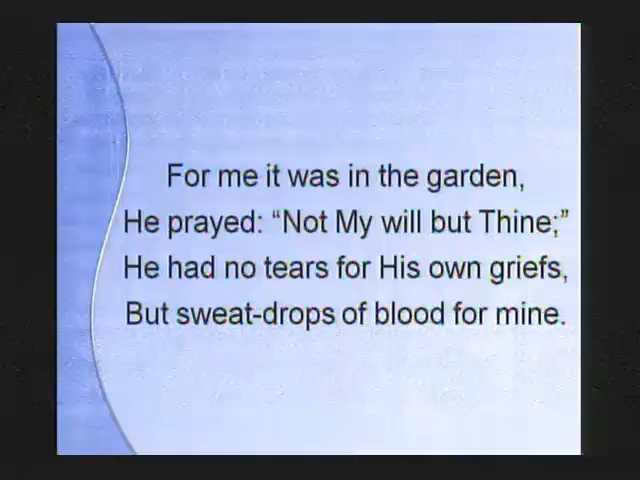 For me it was in the garden,
He prayed: “Not My will but Thine;”
He had no tears for His own griefs,
But sweat-drops of blood for mine.